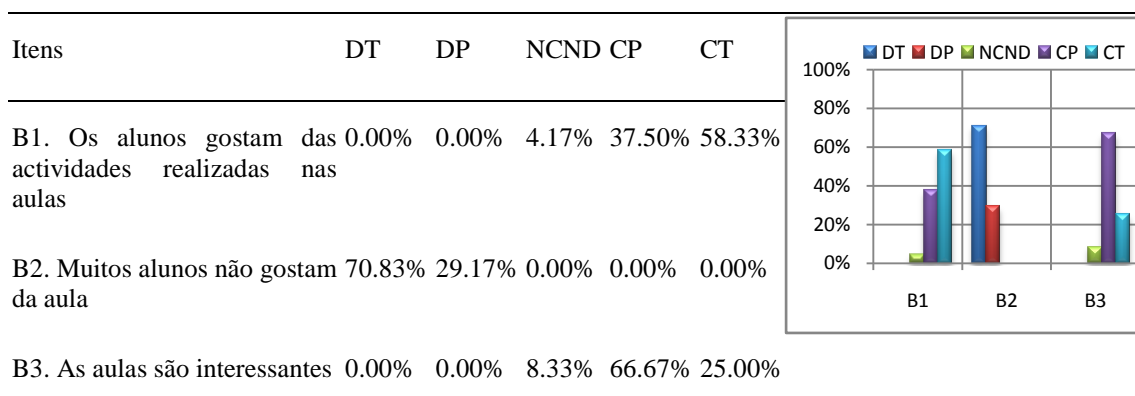 Itens DT DP NCND CP CT
B1. Os alunos gostam das 0.00% 0.00% 4.17% 37.50% 58.33%
actividades realizadas nas
aulas
B2. Muitos alunos não gostam 70.83% 29.17% 0.00% 0.00% 0.00%
da aula
B3. As aulas são interessantes 0.00% 0.00% 8.33% 66.67% 25.00%
DT DP NCND CP CT
100%
80%
60%
40%
20%
0%
B1 B2 B3